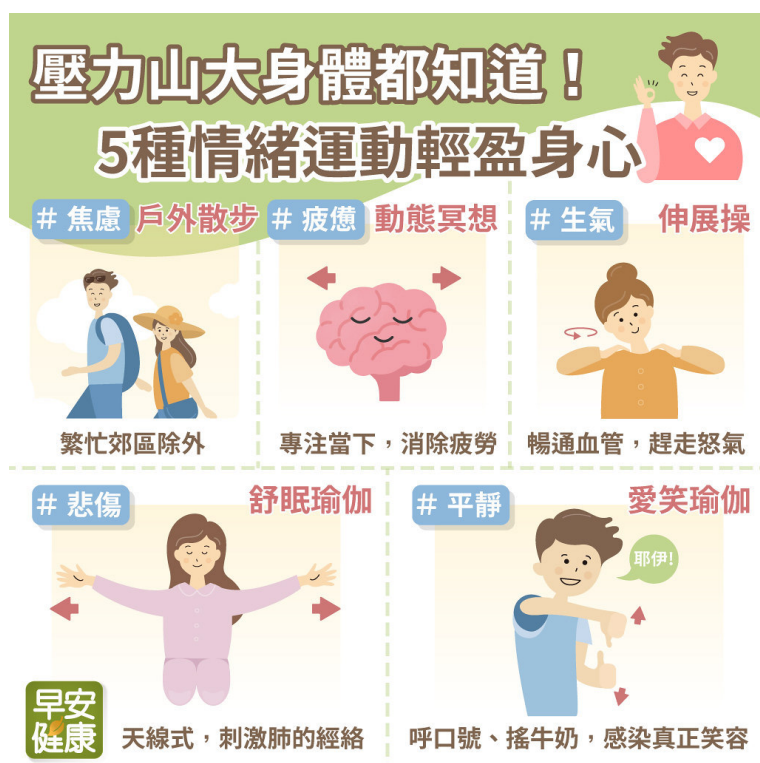 壓力山大身體都知道！
5種情緒運動輕盈身心
# 焦慮 戶外散步
繁忙郊區除外
# 疲憊 動態冥想
專注當下，消除疲勞
# 生氣 伸展操
暢通血管，趕走怒氣
# 悲傷 舒眠瑜伽
天線式，刺激肺的經絡
# 平靜 愛笑瑜伽
耶伊!
呼口號、搖牛奶，感染真正笑容
早安
健康